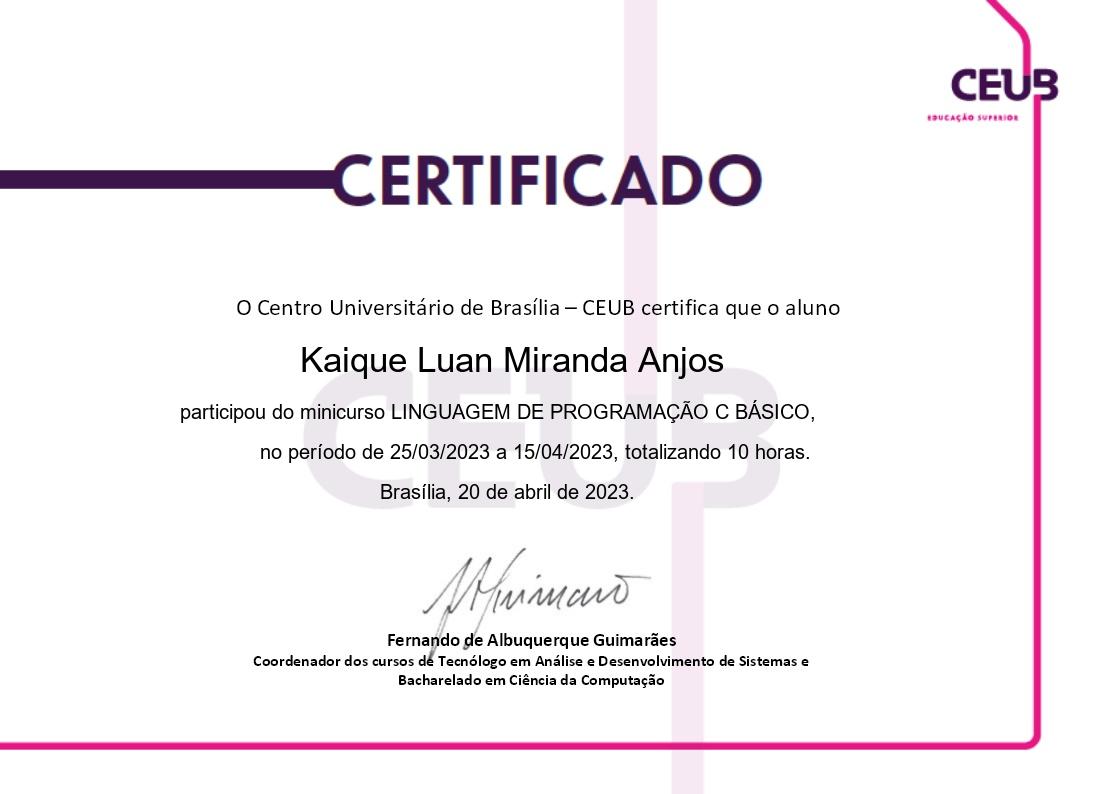 CEUB
EDUCAÇÃO SUPERIOR
CERTIFICADO
O Centro Universitário de Brasília – CEUB certifica que o aluno
Kaique Luan Miranda Anjos
participou do minicurso LINGUAGEM DE PROGRAMAÇÃO C BÁSICO,
no período de 25/03/2023 a 15/04/2023, totalizando 10 horas.
Brasília, 20 de abril de 2023.
CEUB
Fernando de Albuquerque Guimarães
Coordenador dos cursos de Tecnólogo em Análise e Desenvolvimento de Sistemas e
Bacharelado em Ciência da Computação